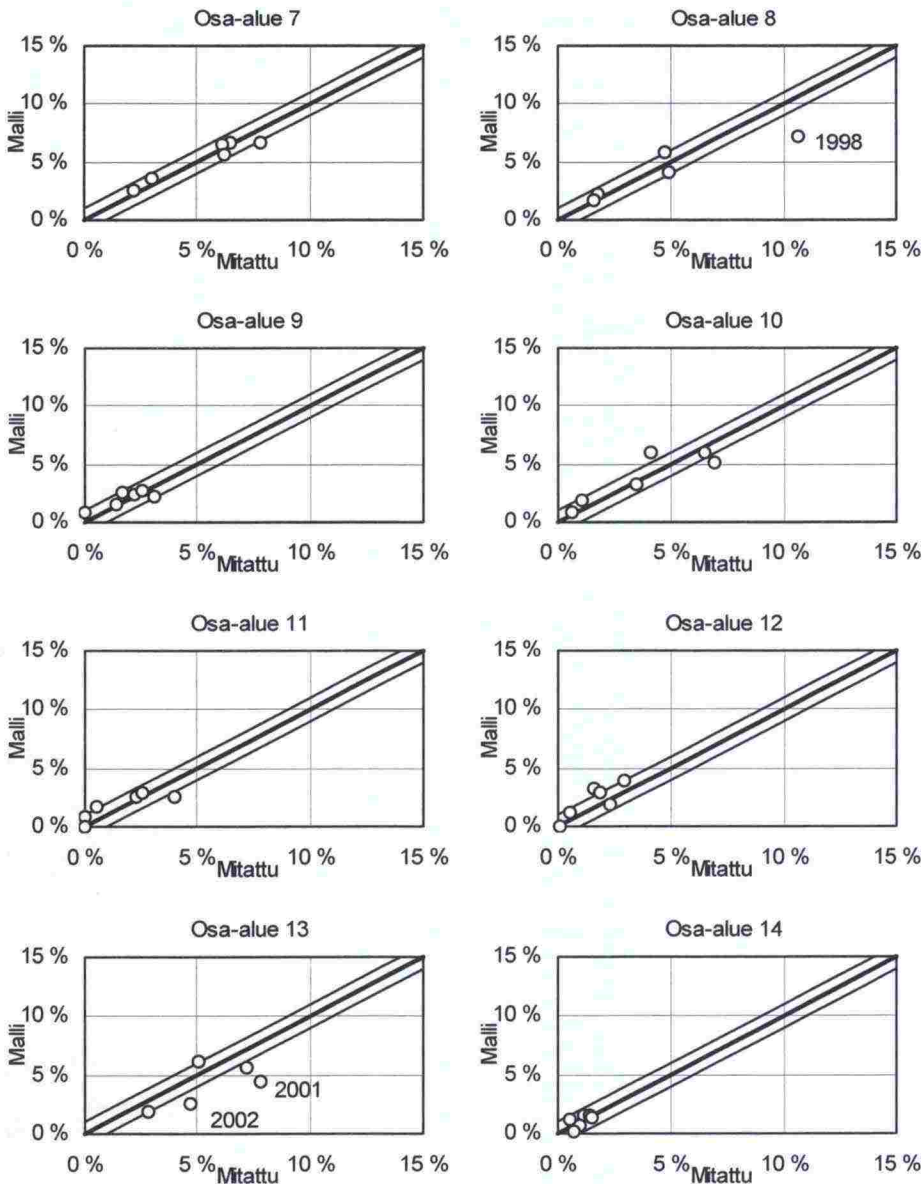 Osa-alue 7
15 %
10 %
5 %
0 %
Malli
0 % 5 % 10 % 15 %
Mitattu
Osa-alue 8
15 %
10 %
5 %
0 %
Malli
1998
0 % 5 % 10 % 15 %
Mitattu
Osa-alue 9
15 %
10 %
5 %
0 %
Malli
0 % 5 % 10 % 15 %
Mitattu
Osa-alue 10
15 %
10 %
5 %
0 %
Malli
0 % 5 % 10 % 15 %
Mitattu
Osa-alue 11
15 %
10 %
5 %
0 %
Malli
0 % 5 % 10 % 15 %
Mitattu
Osa-alue 12
15 %
10 %
5 %
0 %
Malli
0 % 5 % 10 % 15 %
Mitattu
Osa-alue 13
15 %
10 %
5 %
0 %
Malli
2001
2002
0 % 5 % 10 % 15 %
Mitattu
Osa-alue 14
15 %
10 %
5 %
0 %
Malli
0 % 5 % 10 % 15 %
Mitattu